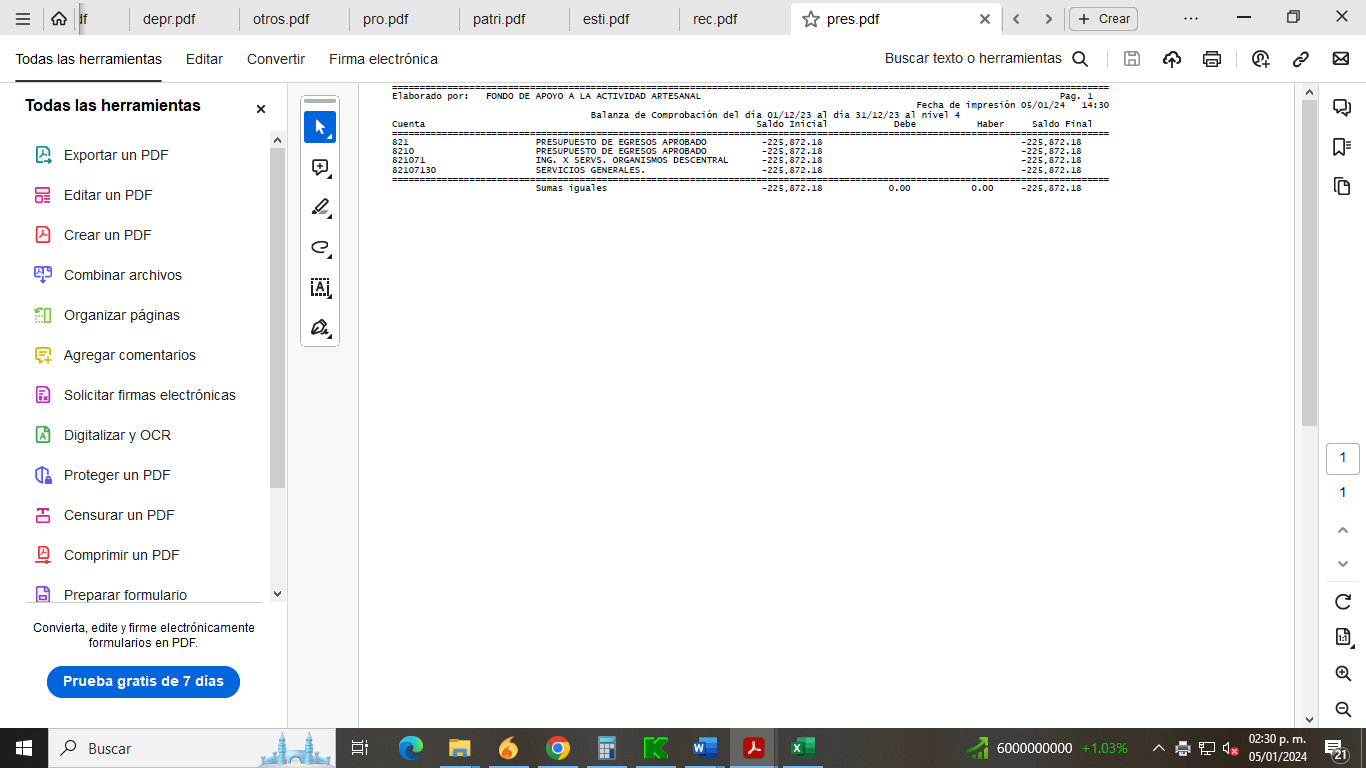 df
depr.pdf
otros.pdf
pro.pdf
patri.pdf
esti.pdf
rec.pdf
pres.pdf
Crear
Todas las herramientas
Editar
Convertir
Firma electrónica
Buscar texto o herramientas
Todas las herramientas
Exportar un PDF
Editar un PDF
Crear un PDF
Combinar archivos
Organizar páginas
Agregar comentarios
Solicitar firmas electrónicas
Digitalizar y OCR
Proteger un PDF
Censurar un PDF
Comprimir un PDF
Preparar formulario
Convierta, edite y firme electrónicamente
formularios en PDF.
Prueba gratis de 7 días
Elaborado por: FONDO DE APOYO A LA ACTIVIDAD ARTESANAL Pag. 1
Fecha de impresión 05/01/24 14:30
Balanza de Comprobación del día 01/12/23 al día 31/12/23 al nivel 4
Cuenta Saldo Inicial Debe Haber Saldo Final
821 PRESUPUESTO DE EGRESOS APROBADO -225,872.18 -225,872.18
8210 PRESUPUESTO DE EGRESOS APROBADO -225,872.18 -225,872.18
821071 ING. X SERVS. ORGANISMOS DESCENTRAL -225,872.18 -225,872.18
82107130 SERVICIOS GENERALES. -225,872.18 -225,872.18
Sumas iguales -225,872.18 0.00 0.00 -225,872.18
1
1
1:1
Buscar
6000000000 +1.03%
02:30 p. m.
05/01/2024
21